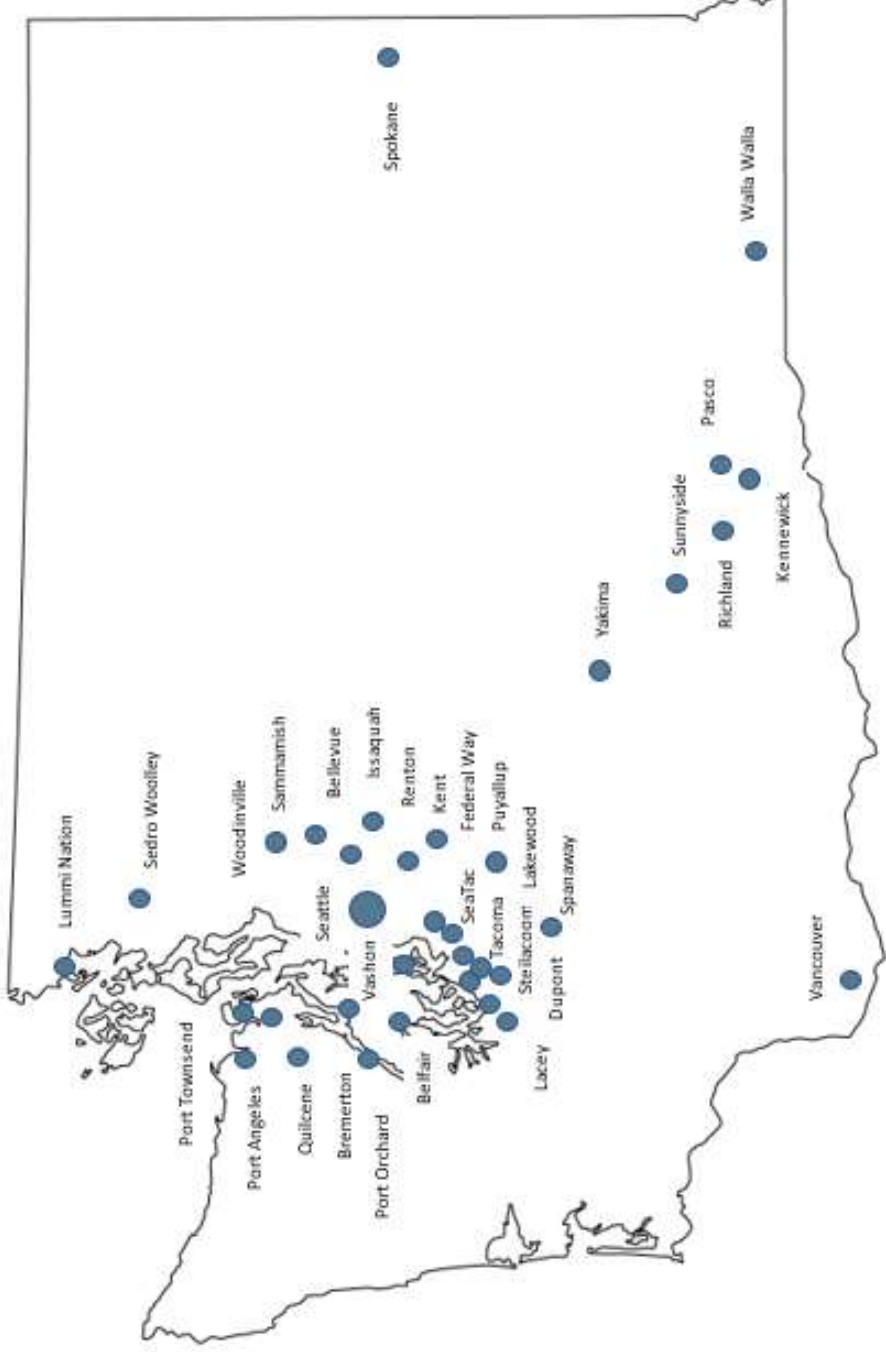 Lummi Nation
Sedro Woolley
Port Townsend
Woodinville
Port Angeles
Sammamish
Quilcene
Seattle
Bellevue
Spokane
Bremerton
Vashon
Issaquah
Port Orchard
Renton
Belfair
Kent
SeaTac
Federal Way
Tacoma
Puyallup
Steilacoom
Lakewood
Lacey
Dupont
Spanaway
Yakima
Sunnyside
Pasco
Richland
Walla Walla
Kennewick
Vancouver